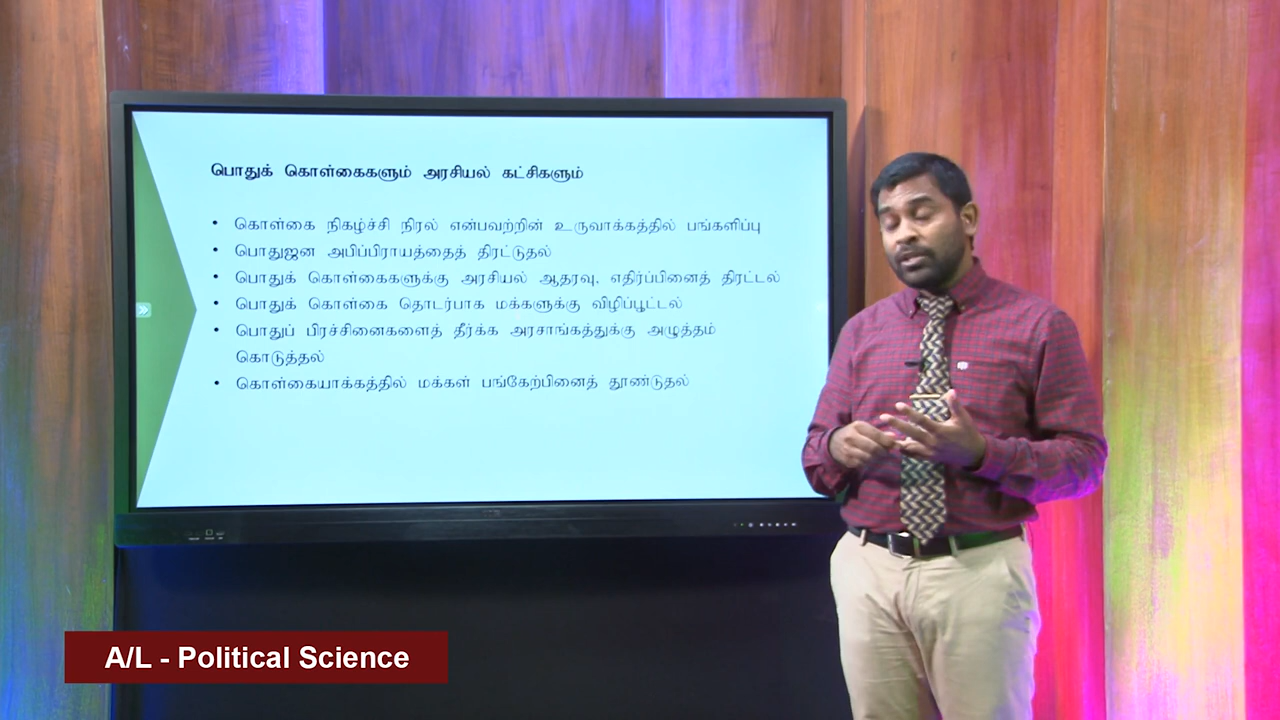 பொதுக் கொள்கைகளும் அரசியல் கட்சிகளும்
• கொள்கை நிகழ்ச்சி நிரல் என்பவற்றின் உருவாக்கத்தில் பங்களிப்பு
• பொதுஜன அபிப்பிராயத்தைத் திரட்டுதல்
• பொதுக் கொள்கைகளுக்கு அரசியல் ஆதரவு, எதிர்ப்பினைத் திரட்டல்
• பொதுக் கொள்கை தொடர்பாக மக்களுக்கு விழிப்பூட்டல்
• பொதுப் பிரச்சினைகளைத் தீர்க்க அரசாங்கத்துக்கு அழுத்தம்
கொடுத்தல்
• கொள்கையாக்கத்தில் மக்கள் பங்கேற்பினைத் தூண்டுதல்
A/L - Political Science